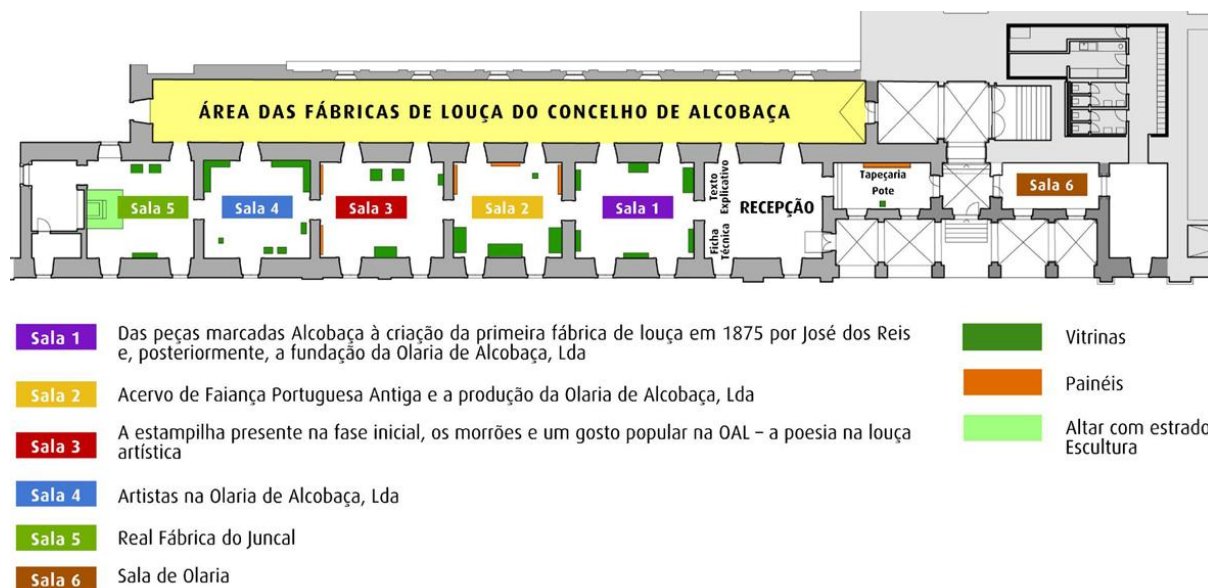 ÁREA DAS FÁBRICAS DE LOUÇA DO CONCELHO DE ALCOBAÇA
Sala 5
Sala 4
Sala 3
Sala 2
Sala 1
Texto
Explicativo
Ficha
Técnica
RECEPÇÃO
Tapeçaria
Pote
Sala 6
Sala 1
Das peças marcadas Alcobaça à criação da primeira fábrica de louça em 1875 por José dos Reis
e, posteriormente, a fundação da Olaria de Alcobaça, Lda
Sala 2
Acervo de Faiança Portuguesa Antiga e a produção da Olaria de Alcobaça, Lda
Sala 3
A estampilha presente na fase inicial, os morrões e um gosto popular na OAL – a poesia na louça
artística
Sala 4
Artistas na Olaria de Alcobaça, Lda
Sala 5
Real Fábrica do Juncal
Sala 6
Sala de Olaria
Vitrinas
Painéis
Altar com estrado
Escultura